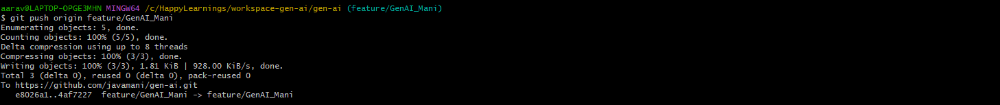 aarav@LAPTOP-OPGE3MHN MINGW64 /c/HappyLearnings/workspace-gen-ai/gen-ai (feature/GenAI_Mani)
$ git push origin feature/GenAI_Mani
Enumerating objects: 5, done.
Counting objects: 100% (5/5), done.
Delta compression using up to 8 threads
Compressing objects: 100% (3/3), done.
Writing objects: 100% (3/3), 1.81 KiB | 928.00 KiB/s, done.
Total 3 (delta 0), reused 0 (delta 0), pack-reused 0
To https://github.com/javamani/gen-ai.git
   e8026a1..4af7227  feature/GenAI_Mani -> feature/GenAI_Mani